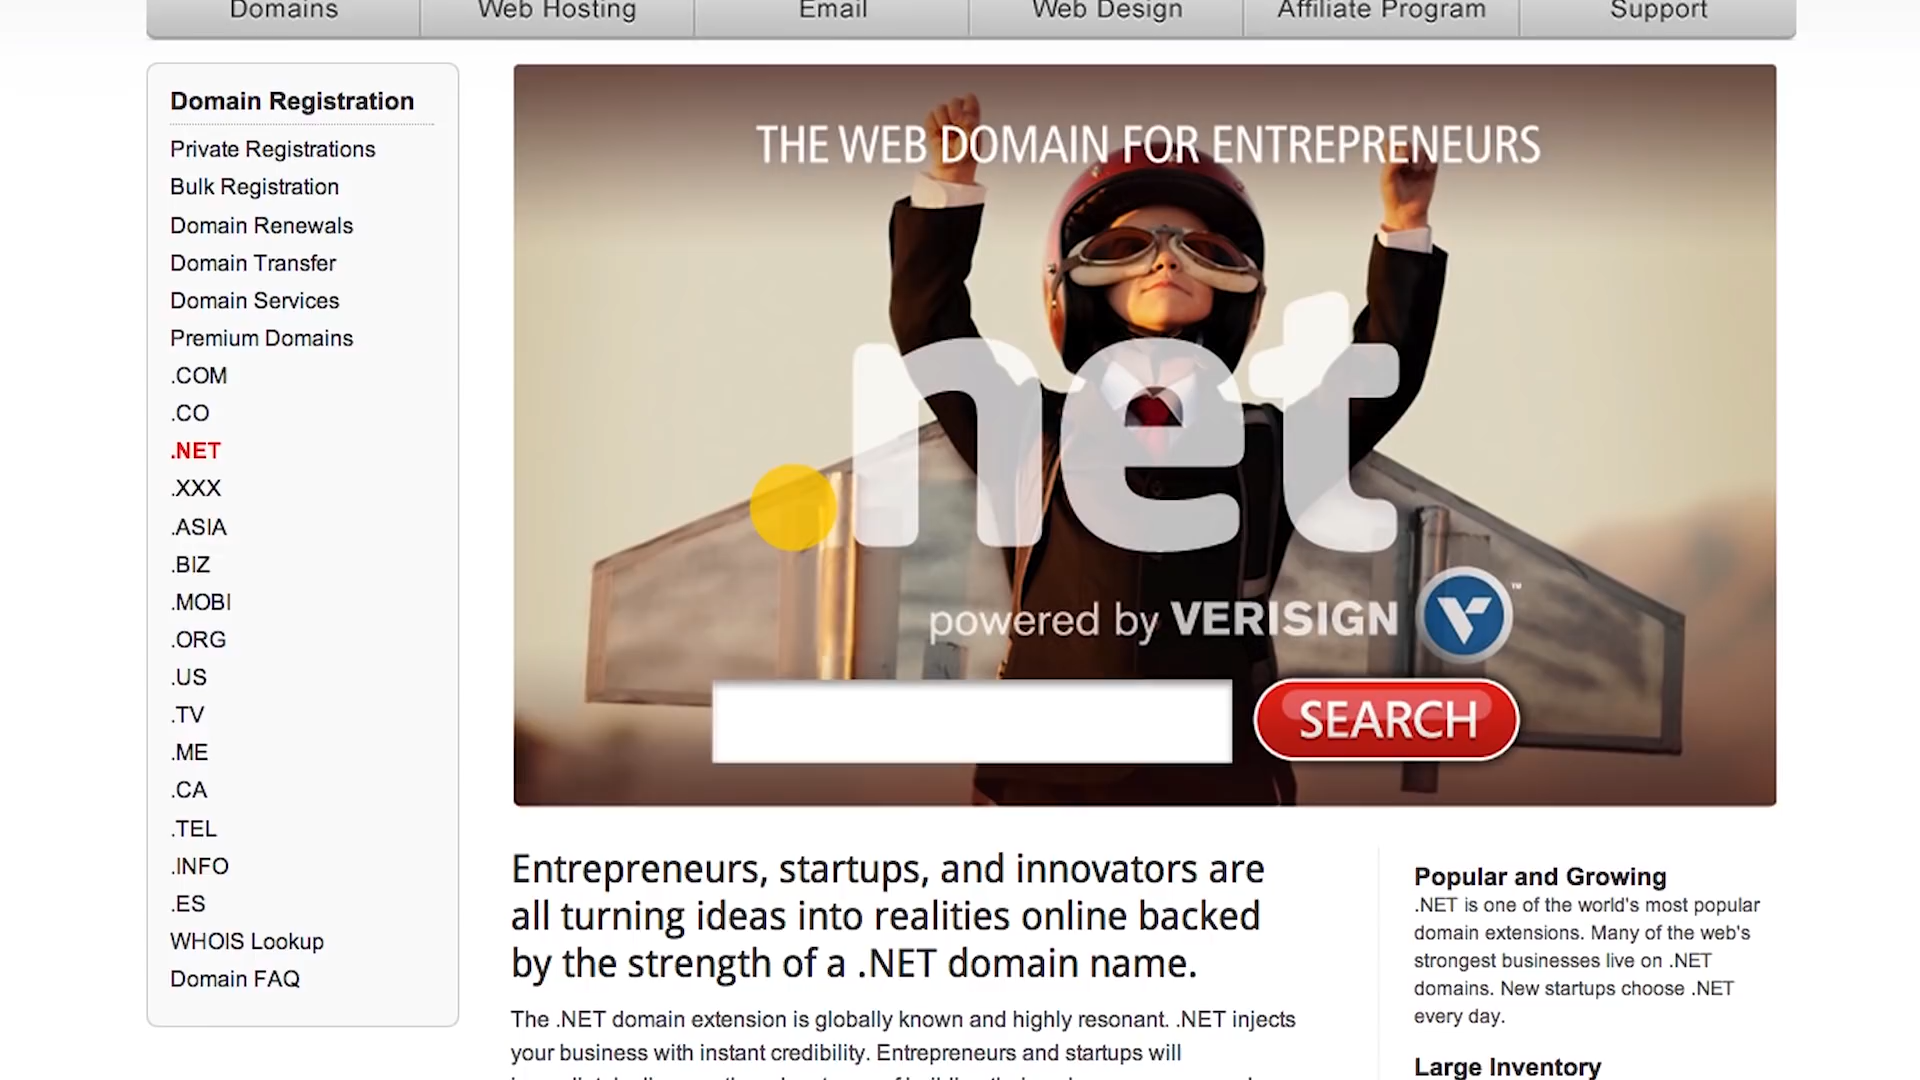 Domains Web Hosting Email Web Design Affiliate Program Support
Domain Registration
Private Registrations
Bulk Registration
Domain Renewals
Domain Transfer
Domain Services
Premium Domains
.COM
.CO
.NET
.XXX
.ASIA
.BIZ
.MOBI
.ORG
.US
.TV
.ME
.CA
.TEL
.INFO
.ES
WHOIS Lookup
Domain FAQ
THE WEB DOMAIN FOR ENTREPRENEURS
.net
powered by VERISIGN ™
SEARCH
Entrepreneurs, startups, and innovators are
all turning ideas into realities online backed
by the strength of a .NET domain name.
The .NET domain extension is globally known and highly resonant. .NET injects
your business with instant credibility. Entrepreneurs and startups will
Popular and Growing
.NET is one of the world's most popular
domain extensions. Many of the web's
strongest businesses live on .NET
domains. New startups choose .NET
every day.
Large Inventory